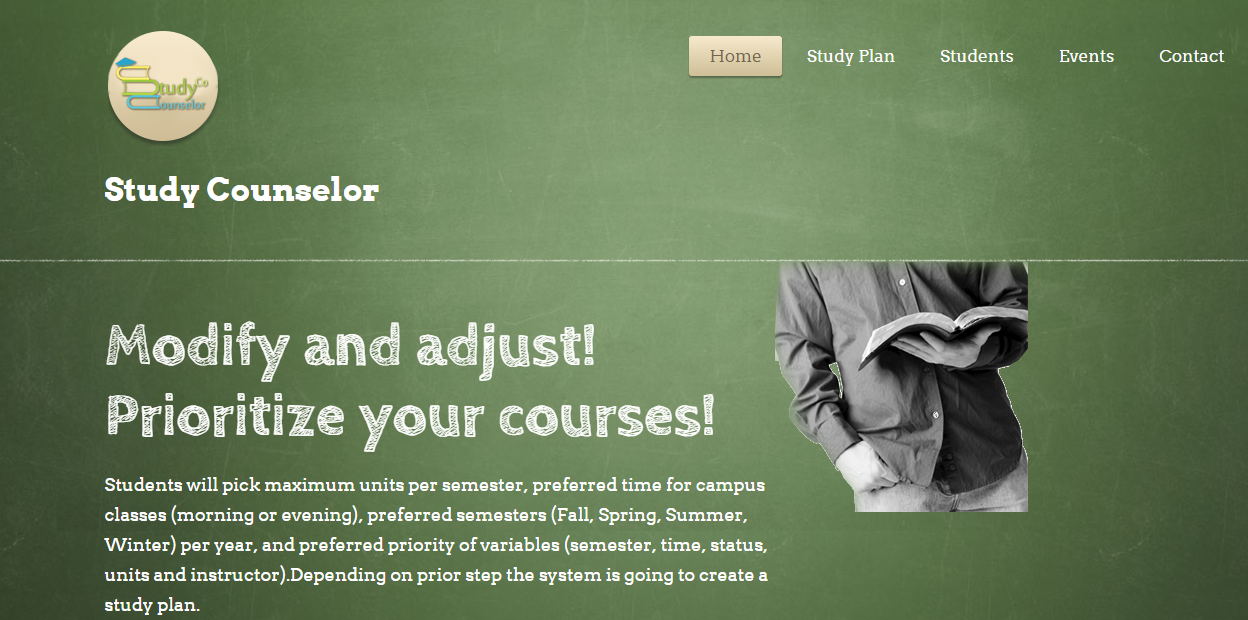 StudyCo
Counselor
Home Study Plan Students Events Contact
Study Counselor
Modify and adjust!
Prioritize your courses!
Students will pick maximum units per semester, preferred time for campus
classes (morning or evening), preferred semesters (Fall, Spring, Summer,
Winter) per year, and preferred priority of variables (semester, time, status,
units and instructor).Depending on prior step the system is going to create a
study plan.